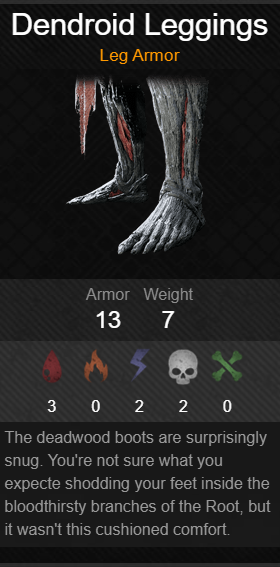 Dendroid Leggings
Leg Armor
Armor Weight
13 7
3 0 2 2 0
The deadwood boots are surprisingly
snug. You're not sure what you
expecte shodding your feet inside the
bloodthirsty branches of the Root, but
it wasn't this cushioned comfort.